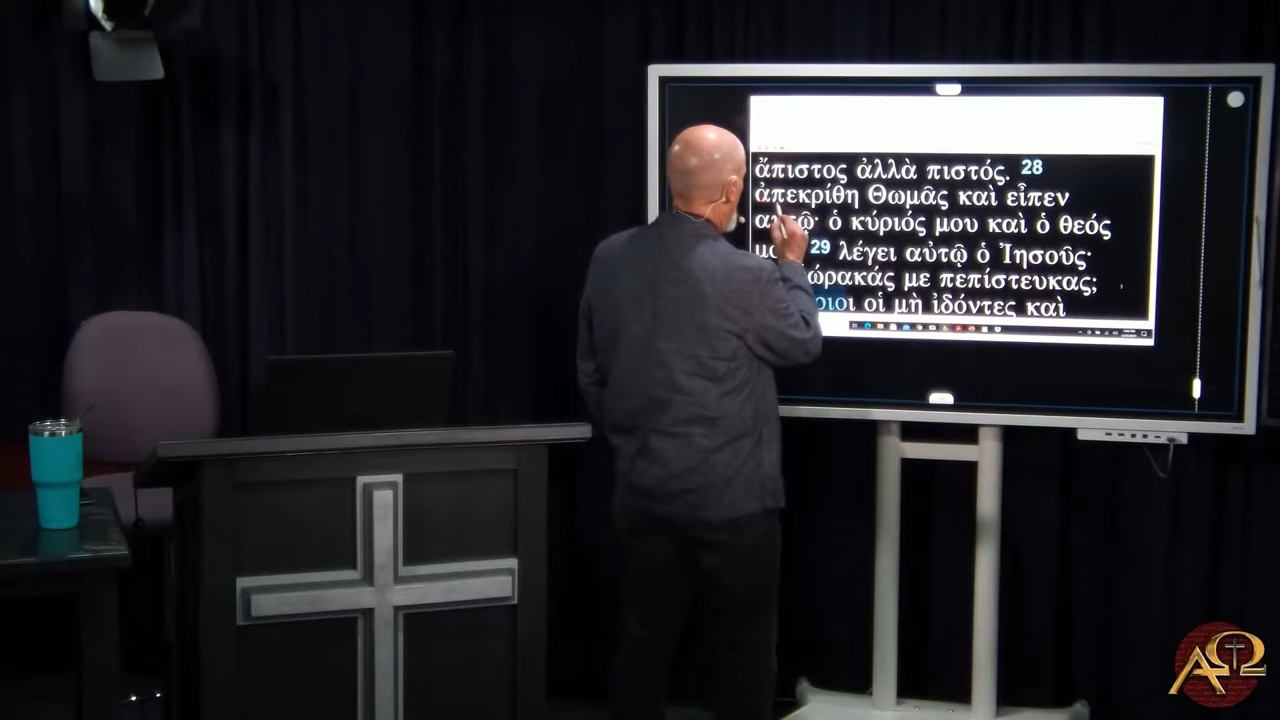 ἄπιστος ἀλλὰ πιστός. 28
ἀπεκρίθη Θωμᾶς καὶ εἶπεν
ὁ κύριός μου καὶ ὁ θεός
29 λέγει αὐτῷ ὁ Ἰησοῦς·
με πεπίστευκας;
οἱ μὴ ἰδόντες καὶ
ΑΩ